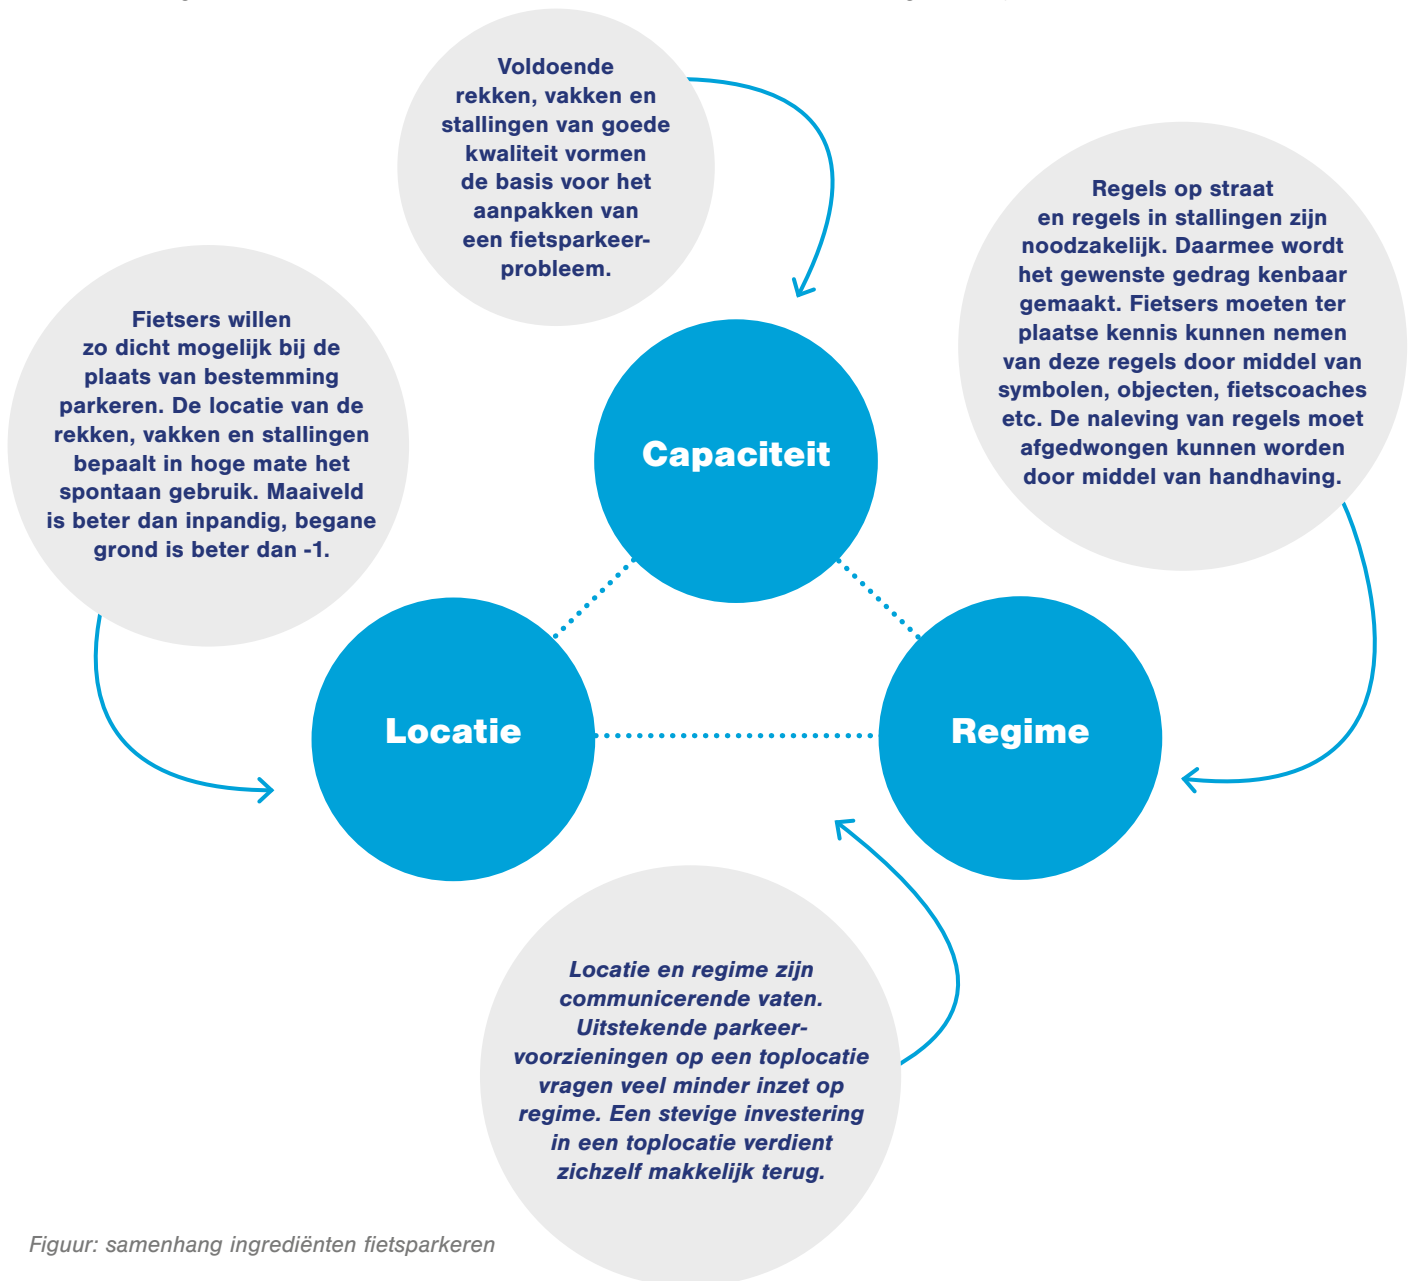 Voldoende
rekken, vakken en
stallingen van goede
kwaliteit vormen
de basis voor het
aanpakken van
een fietsparkeer-
probleem.
Regels op straat
en regels in stallingen zijn
noodzakelijk. Daarmee wordt
het gewenste gedrag kenbaar
gemaakt. Fietsers moeten ter
plaatse kennis kunnen nemen
van deze regels door middel van
symbolen, objecten, fietscoaches
etc. De naleving van regels moet
afgedwongen kunnen worden
door middel van handhaving.
Fietsers willen
zo dicht mogelijk bij de
plaats van bestemming
parkeren. De locatie van de
rekken, vakken en stallingen
bepaalt in hoge mate het
spontaan gebruik. Maaiveld
is beter dan inpandig, begane
grond is beter dan -1.
Capaciteit
Locatie
Regime
Locatie en regime zijn
communicerende vaten.
Uitstekende parkeer-
voorzieningen op een toplocatie
vragen veel minder inzet op
regime. Een stevige investering
in een toplocatie verdient
zichzelf makkelijk terug.
Figuur: samenhang ingrediënten fietsparkeren